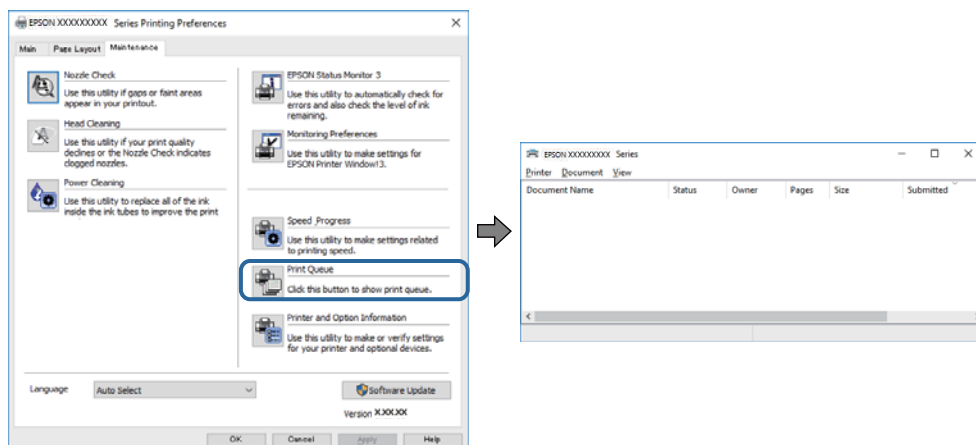 EPSON XXXXXXXXX Series Printing Preferences
Main Page Layout Maintenance
Nozzle Check
Use this utility if gaps or faint areas
appear in your printout.
Head Cleaning
Use this utility if your print quality
declines or the Nozzle Check indicates
clogged nozzles.
Power Cleaning
Use this utility to replace all of the ink
inside the ink tubes to improve the print
EPSON Status Monitor 3
Use this utility to automatically check for
errors and also check the level of ink
remaining.
Monitoring Preferences
Use this utility to make settings for
EPSON Printer Window!3.
Speed_Progress
Use this utility to make settings related
to printing speed.
Print Queue
Click this button to show print queue.
Printer and Option Information
Use this utility to make or verify settings
for your printer and optional devices.
Language Auto Select
Software Update
Version X.XX.XX
OK Cancel Apply Help
EPSON XXXXXXXXX Series
Printer Document View
Document Name Status Owner Pages Size Submitted